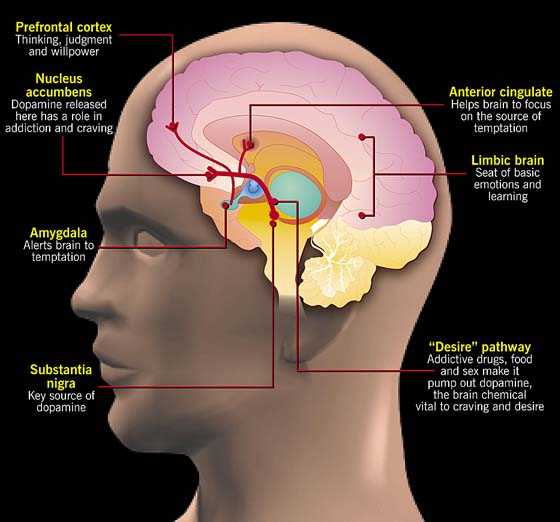 Prefrontal cortex
Thinking, judgment
and willpower
Nucleus
accumbens
Dopamine released
here has a role in
addiction and craving
Amygdala
Alerts brain to
temptation
Substantia
nigra
Key source of
dopamine
Anterior cingulate
Helps brain to focus
on the source of
temptation
Limbic brain
Seat of basic
emotions and
learning
“Desire” pathway
Addictive drugs, food
and sex make it
pump out dopamine,
the brain chemical
vital to craving and desire